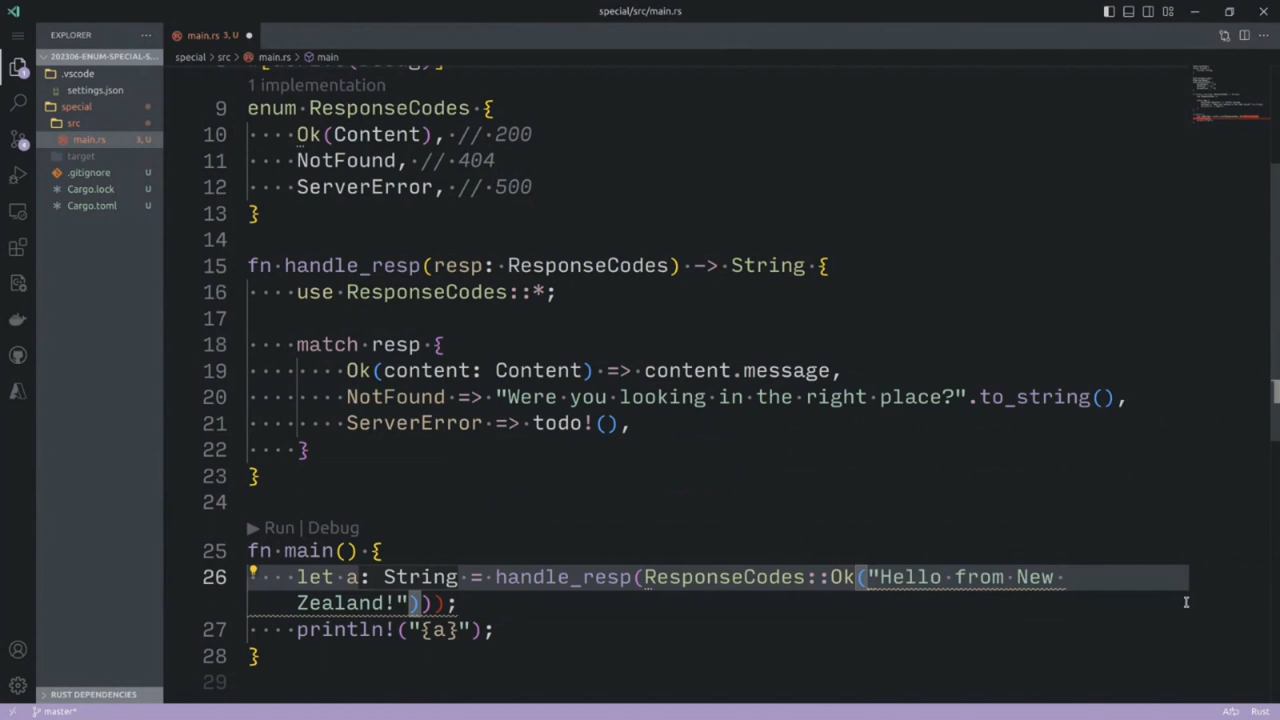 special/src/main.rs
EXPLORER
main.rs 3, U
202306-ENUM-SPECIAL-S...
special > src > main.rs > main
.vscode
settings.json
special
src
main.rs 3, U
target
.gitignore U
Cargo.lock U
Cargo.toml U
1 implementation
9 enum ResponseCodes {
10 Ok(Content), // 200
11 NotFound, // 404
12 ServerError, // 500
13 }
14
15 fn handle_resp(resp: ResponseCodes) -> String {
16 use ResponseCodes::*;
17
18 match resp {
19 Ok(content: Content) => content.message,
20 NotFound => "Were you looking in the right place?".to_string(),
21 ServerError => todo!(),
22 }
23 }
24
▶ Run | Debug
25 fn main() {
26 let a: String = handle_resp(ResponseCodes::Ok("Hello from New
Zealand!")));
27 println!("{a}");
28 }
29
RUST DEPENDENCIES
master*
Rust